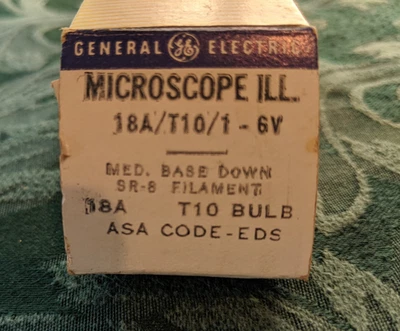 GENERAL GE ELECTRIC
MICROSCOPE ILL.
18A/T10/1 - 6V
MED. BASE DOWN
SR-8 FILAMENT
18A T10 BULB
ASA CODE-EDS